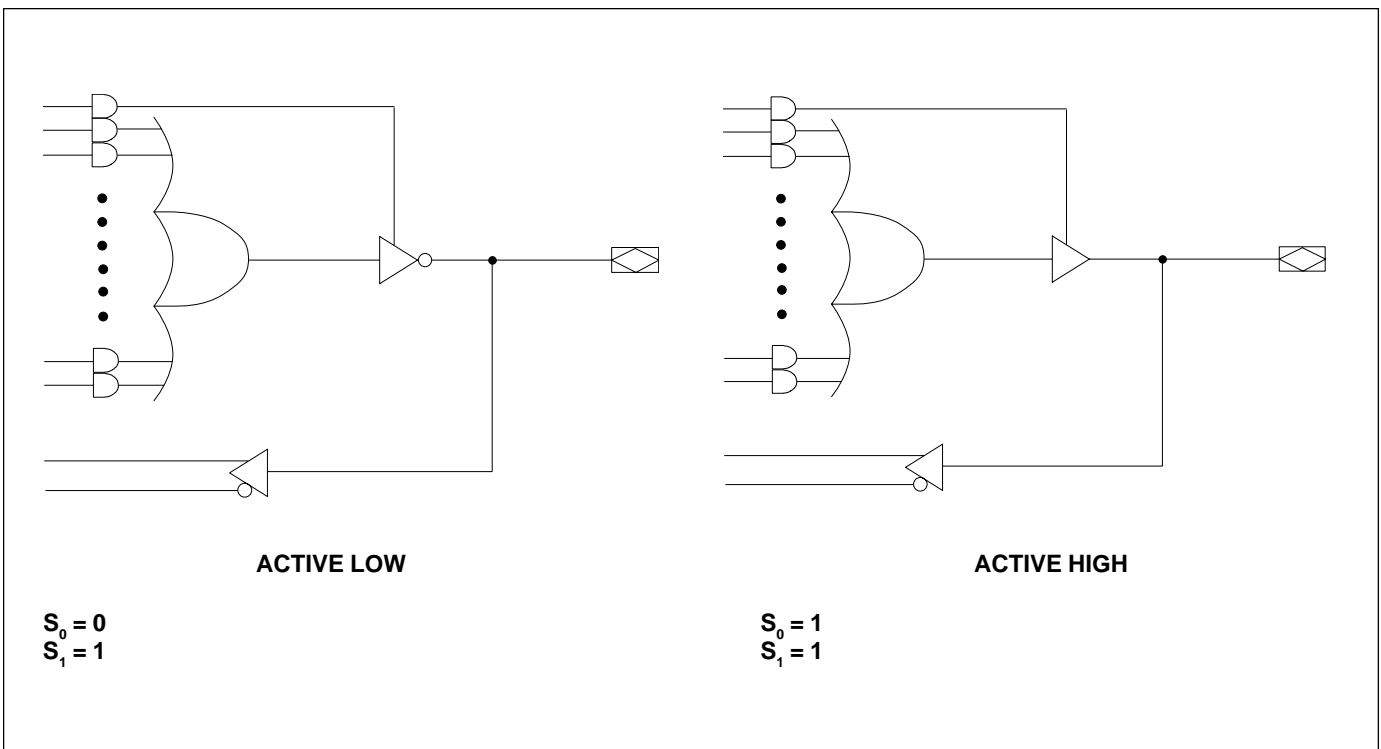 ACTIVE LOW
ACTIVE HIGH
S₀ = 0
S₁ = 1
S₀ = 1
S₁ = 1